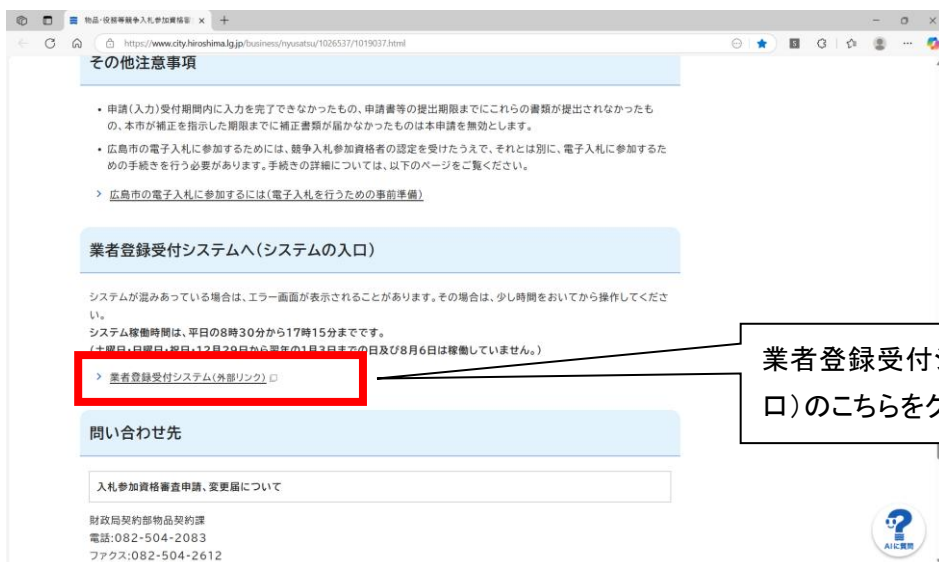 物品・役務等競争入札参加資格審
https://www.city.hiroshima.lg.jp/business/nyusatsu/1026537/1019037.html
その他注意事項
• 申請(入力)受付期間内に入力を完了できなかったもの、申請書等の提出期限までにこれらの書類が提出されなかったも
の、本市が補正を指示した期限までに補正書類が届かなかったものは本申請を無効とします。
• 広島市の電子入札に参加するためには、競争入札参加資格者の認定を受けたうえで、それとは別に、電子入札に参加するた
めの手続きを行う必要があります。手続きの詳細については、以下のページをご覧ください。
広島市の電子入札に参加するには(電子入札を行うための事前準備)
業者登録受付システムへ(システムの入口)
システムが混みあっている場合は、エラー画面が表示されることがあります。その場合は、少し時間をおいてから操作してくださ
い。
システム稼働時間は、平日の8時30分から17時15分までです。
(土曜日・日曜日・祝日・12月29日から翌年の1月3日までの日及び8月6日は稼働していません。)
業者登録受付システム(外部リンク)
業者登録受付
口)のこちらをク
問い合わせ先
入札参加資格審査申請、変更届について
財政局契約部物品契約課
電話:082-504-2083
ファクス:082-504-2612
AIに質問